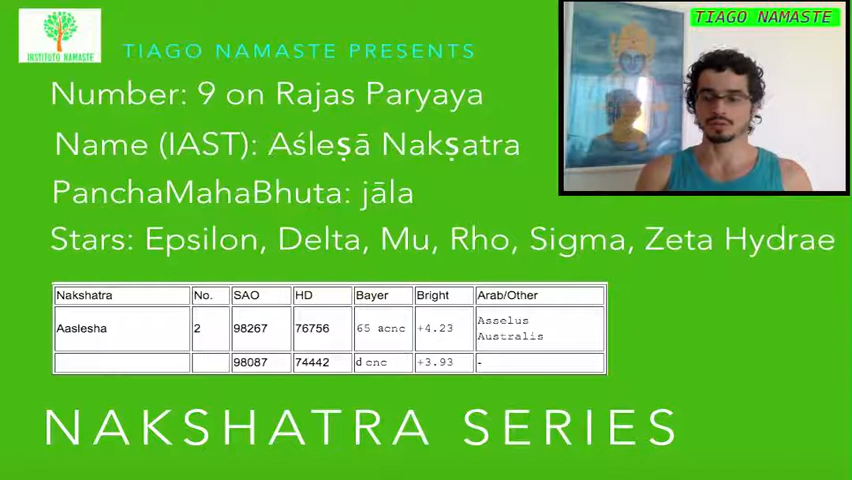 INSTITUTO NAMASTE
TIAGO NAMASTE PRESENTS
TIAGO NAMASTE
Number: 9 on Rajas Paryaya
Name (IAST): Aśleṣā Nakṣatra
PanchaMahaBhuta: jāla
Stars: Epsilon, Delta, Mu, Rho, Sigma, Zeta Hydrae
Nakshatra No. SAO HD Bayer Bright Arab/Other
Aaslesha 2 98267 76756 65 acnc +4.23 Asselus
Australis
98087 74442 d cnc +3.93 -
NAKSHATRA SERIES